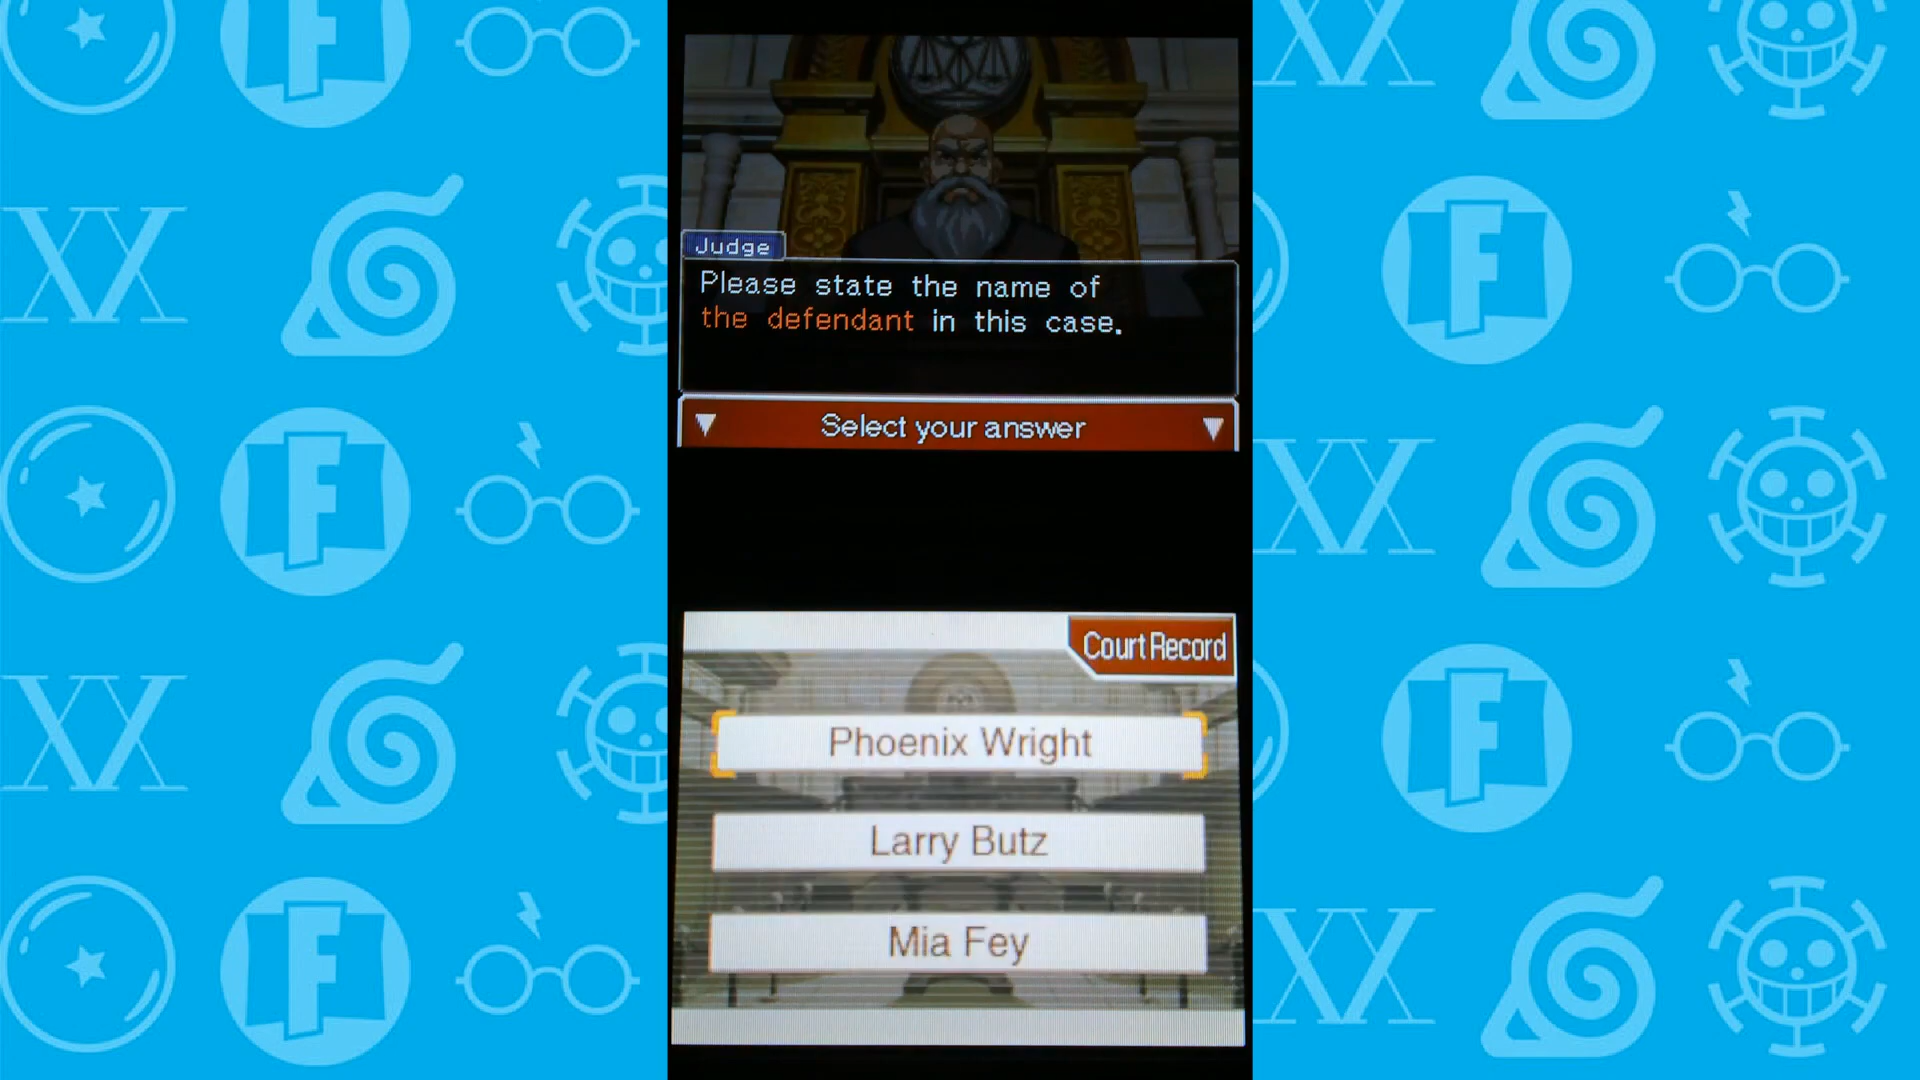 Judge
Please state the name of
the defendant in this case.
Select your answer
Court Record
Phoenix Wright
Larry Butz
Mia Fey